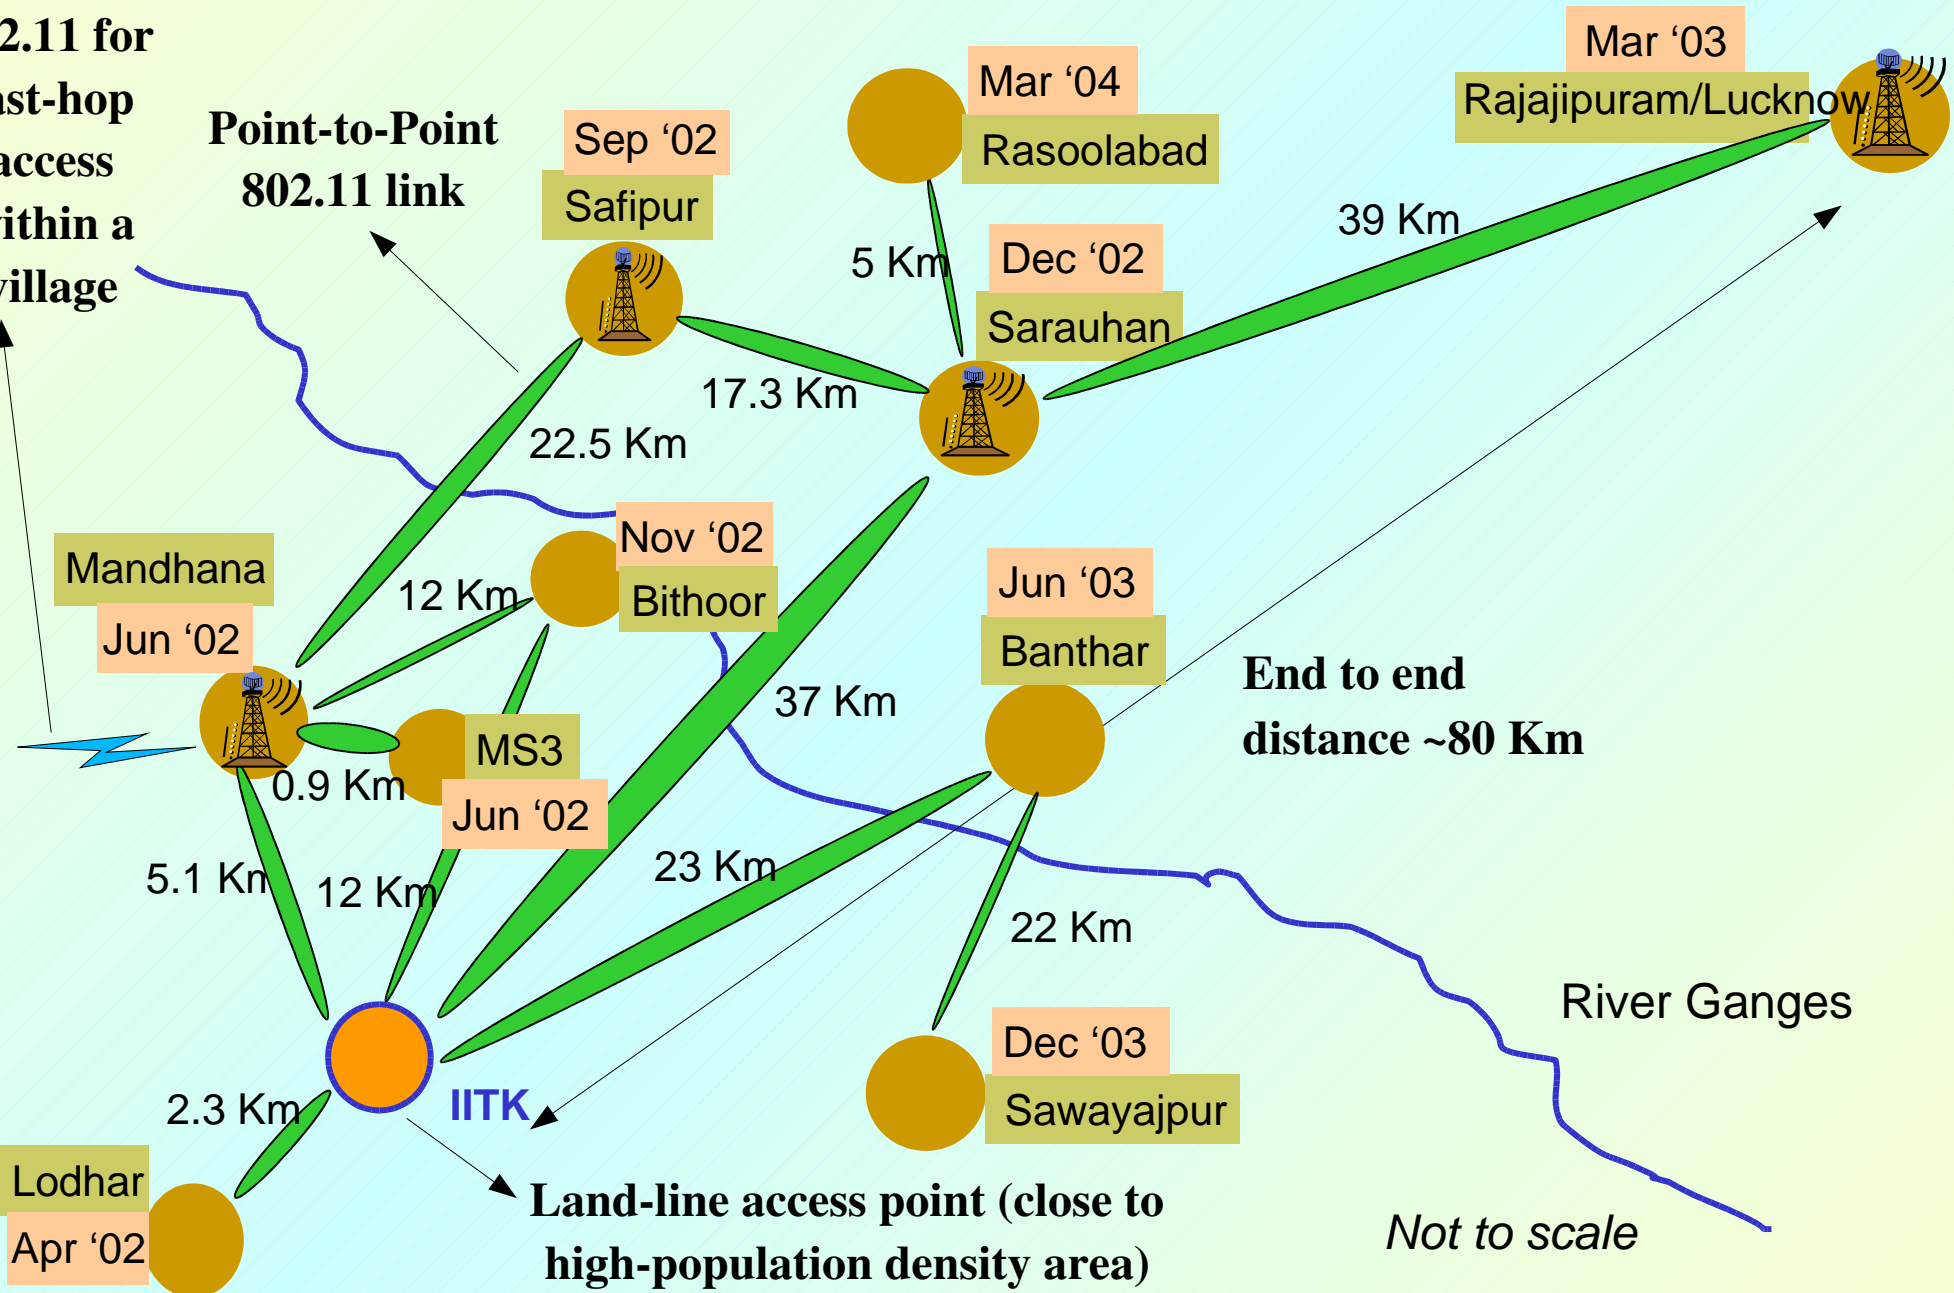 2.11 for
ast-hop
access
within a
village
Point-to-Point
802.11 link
Sep ‘02
Safipur
Mar ‘04
Rasoolabad
Mar ‘03
Rajajipuram/Lucknow
39 Km
5 Km
Dec ‘02
Sarauhan
17.3 Km
22.5 Km
Mandhana
Jun ‘02
12 Km
Nov ‘02
Bithoor
Jun ‘03
Banthar
37 Km
End to end
distance ~80 Km
MS3
Jun ‘02
0.9 Km
5.1 Km
12 Km
23 Km
22 Km
River Ganges
Dec ‘03
Sawayajpur
IITK
2.3 Km
Lodhar
Apr ‘02
Land-line access point (close to
high-population density area)
Not to scale